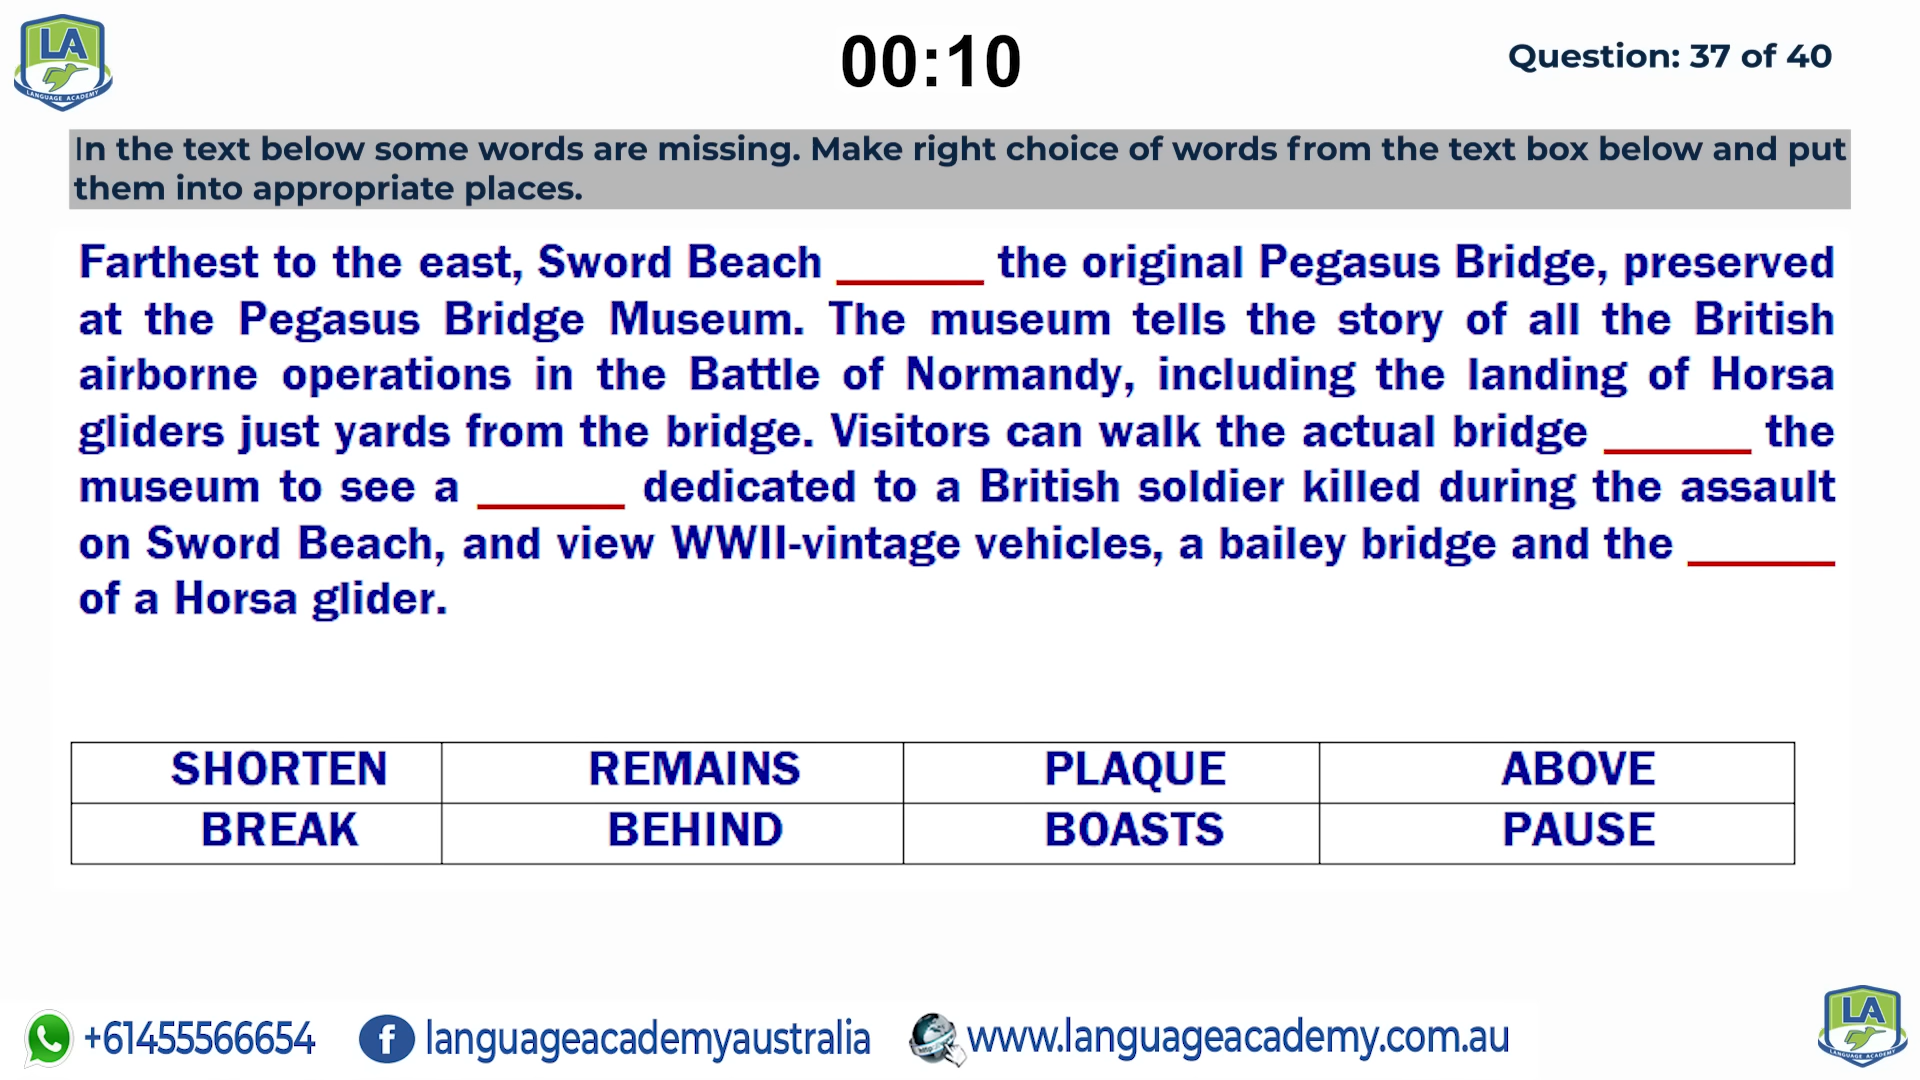 LA
LANGUAGE ACADEMY
00:10
Question: 37 of 40
In the text below some words are missing. Make right choice of words from the text box below and put
them into appropriate places.
Farthest to the east, Sword Beach ______ the original Pegasus Bridge, preserved
at the Pegasus Bridge Museum. The museum tells the story of all the British
airborne operations in the Battle of Normandy, including the landing of Horsa
gliders just yards from the bridge. Visitors can walk the actual bridge ______ the
museum to see a ______ dedicated to a British soldier killed during the assault
on Sword Beach, and view WWII-vintage vehicles, a bailey bridge and the ______
of a Horsa glider.
SHORTEN REMAINS PLAQUE ABOVE
BREAK BEHIND BOASTS PAUSE
+61455566654 languageacademyaustralia www.languageacademy.com.au
LA
LANGUAGE ACADEMY